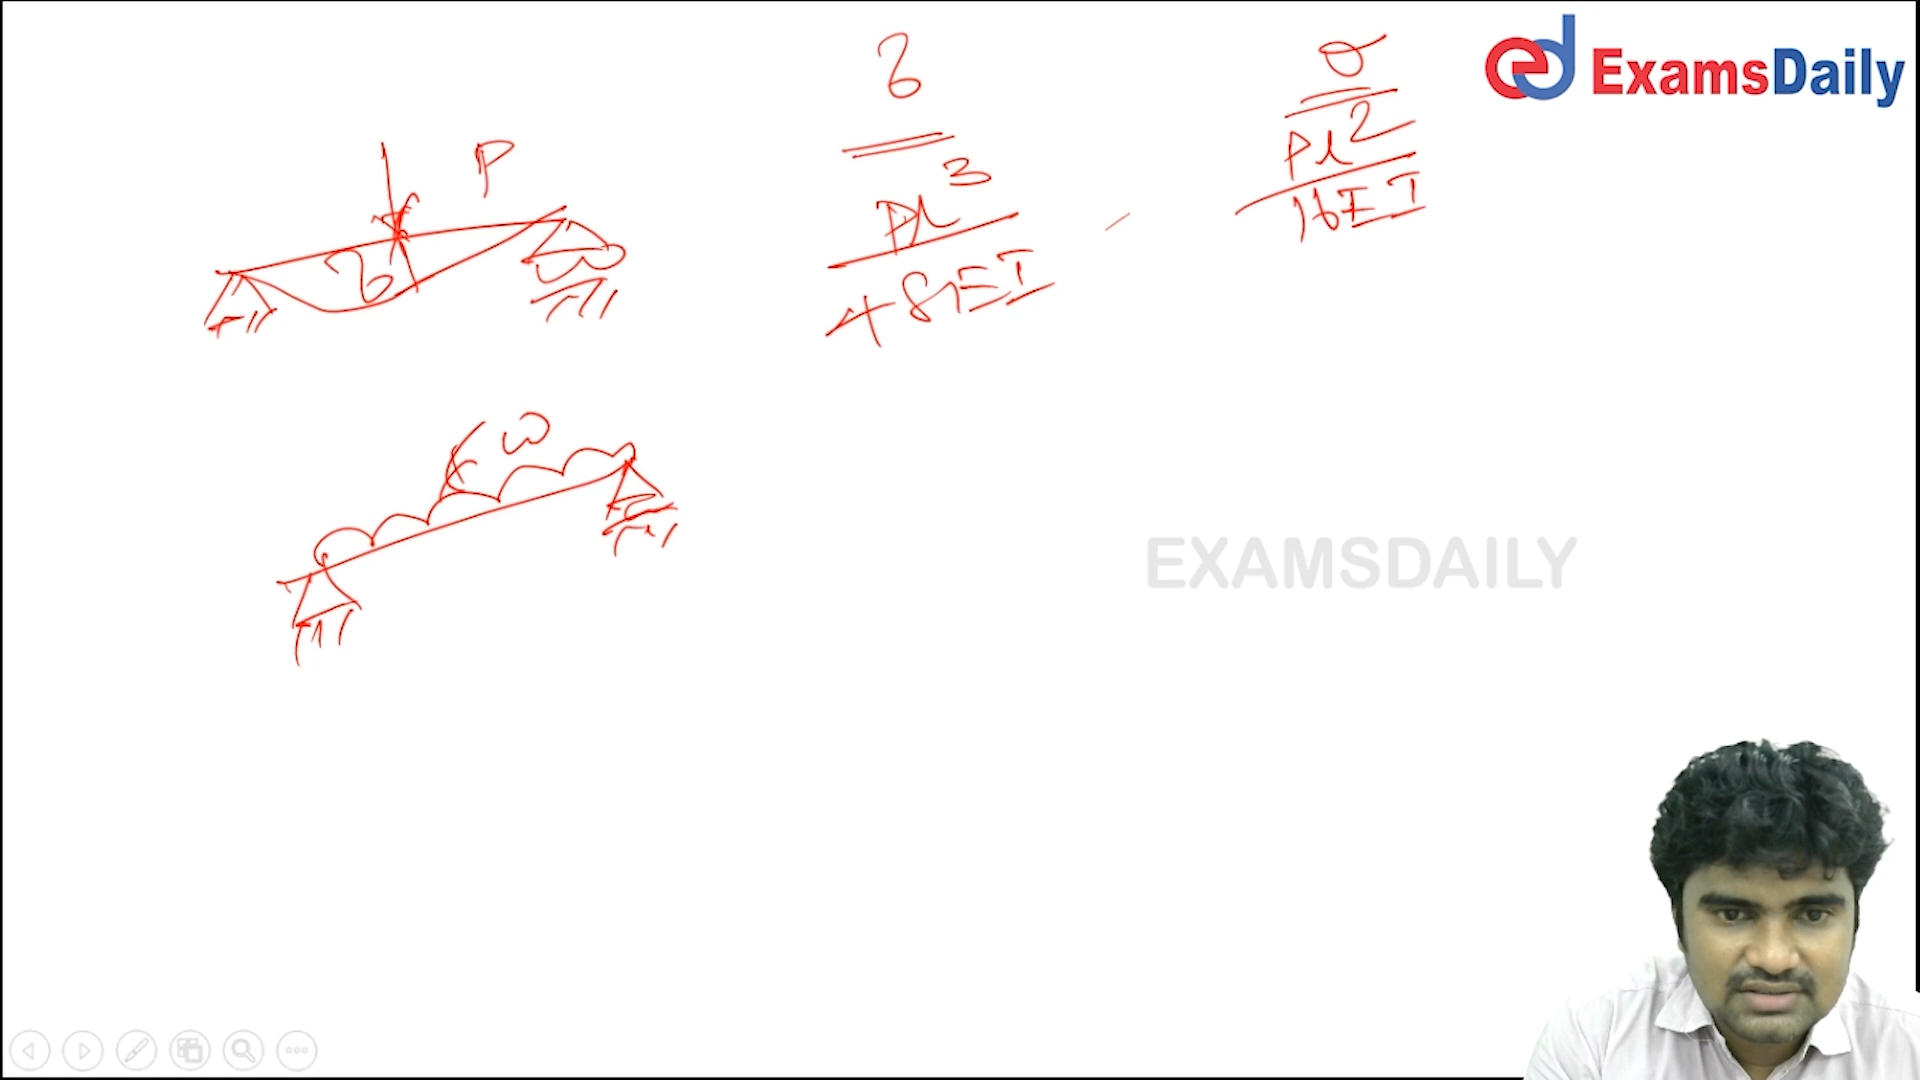 ExamsDaily
δ
σ
P
Pl³
48EI
Pl²
16EI
δ
ω
EXAMSDAILY